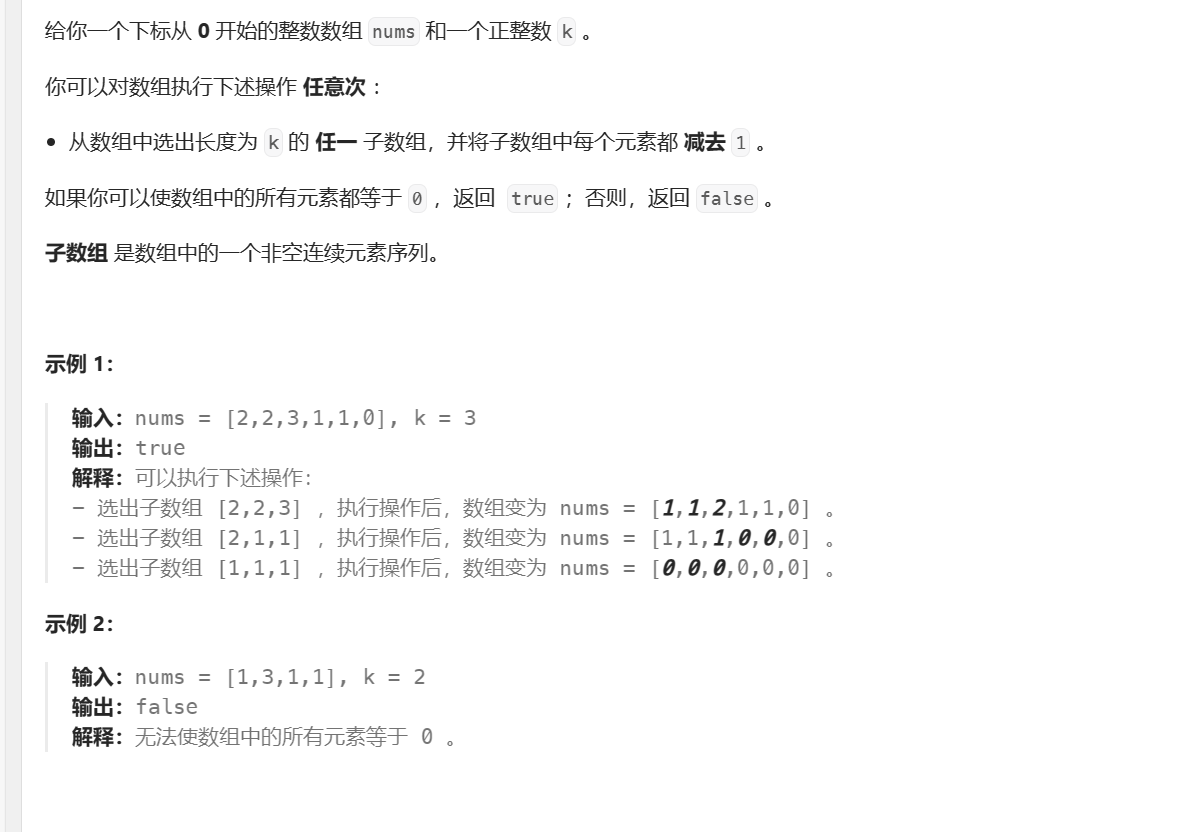 给你一个下标从 0 开始的整数数组 nums 和一个正整数 k 。
你可以对数组执行下述操作 任意次 ：
• 从数组中选出长度为 k 的 任一 子数组，并将子数组中每个元素都 减去 1 。
如果你可以使数组中的所有元素都等于 0 ，返回 true ；否则，返回 false 。
子数组 是数组中的一个非空连续元素序列。
示例 1：
输入：nums = [2,2,3,1,1,0], k = 3
输出：true
解释：可以执行下述操作：
- 选出子数组 [2,2,3] ，执行操作后，数组变为 nums = [1,1,2,1,1,0] 。
- 选出子数组 [2,1,1] ，执行操作后，数组变为 nums = [1,1,1,0,0,0] 。
- 选出子数组 [1,1,1] ，执行操作后，数组变为 nums = [0,0,0,0,0,0] 。
示例 2：
输入：nums = [1,3,1,1], k = 2
输出：false
解释：无法使数组中的所有元素等于 0 。